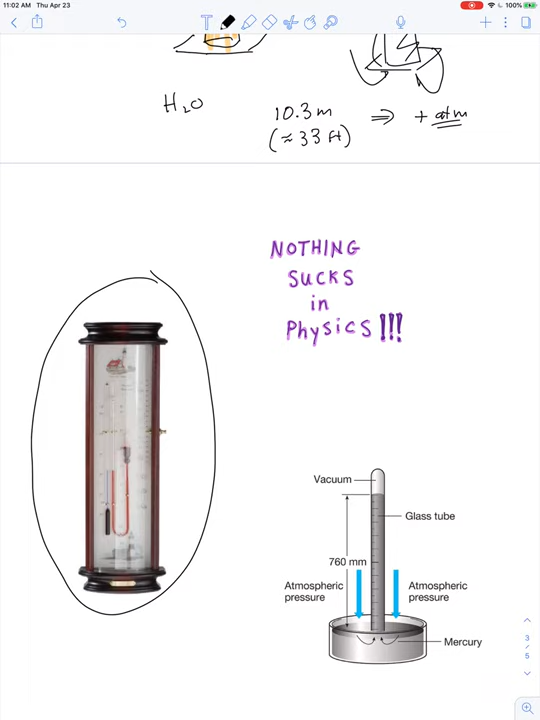 11:02 AM Thu Apr 23
100%
T
H₂O
10.3 m ⇒ + atm
(≈33 ft)
NOTHING
SUCKS
in
Physics!!!
Vacuum
Glass tube
760 mm
Atmospheric
pressure
Atmospheric
pressure
Mercury
3
/
5